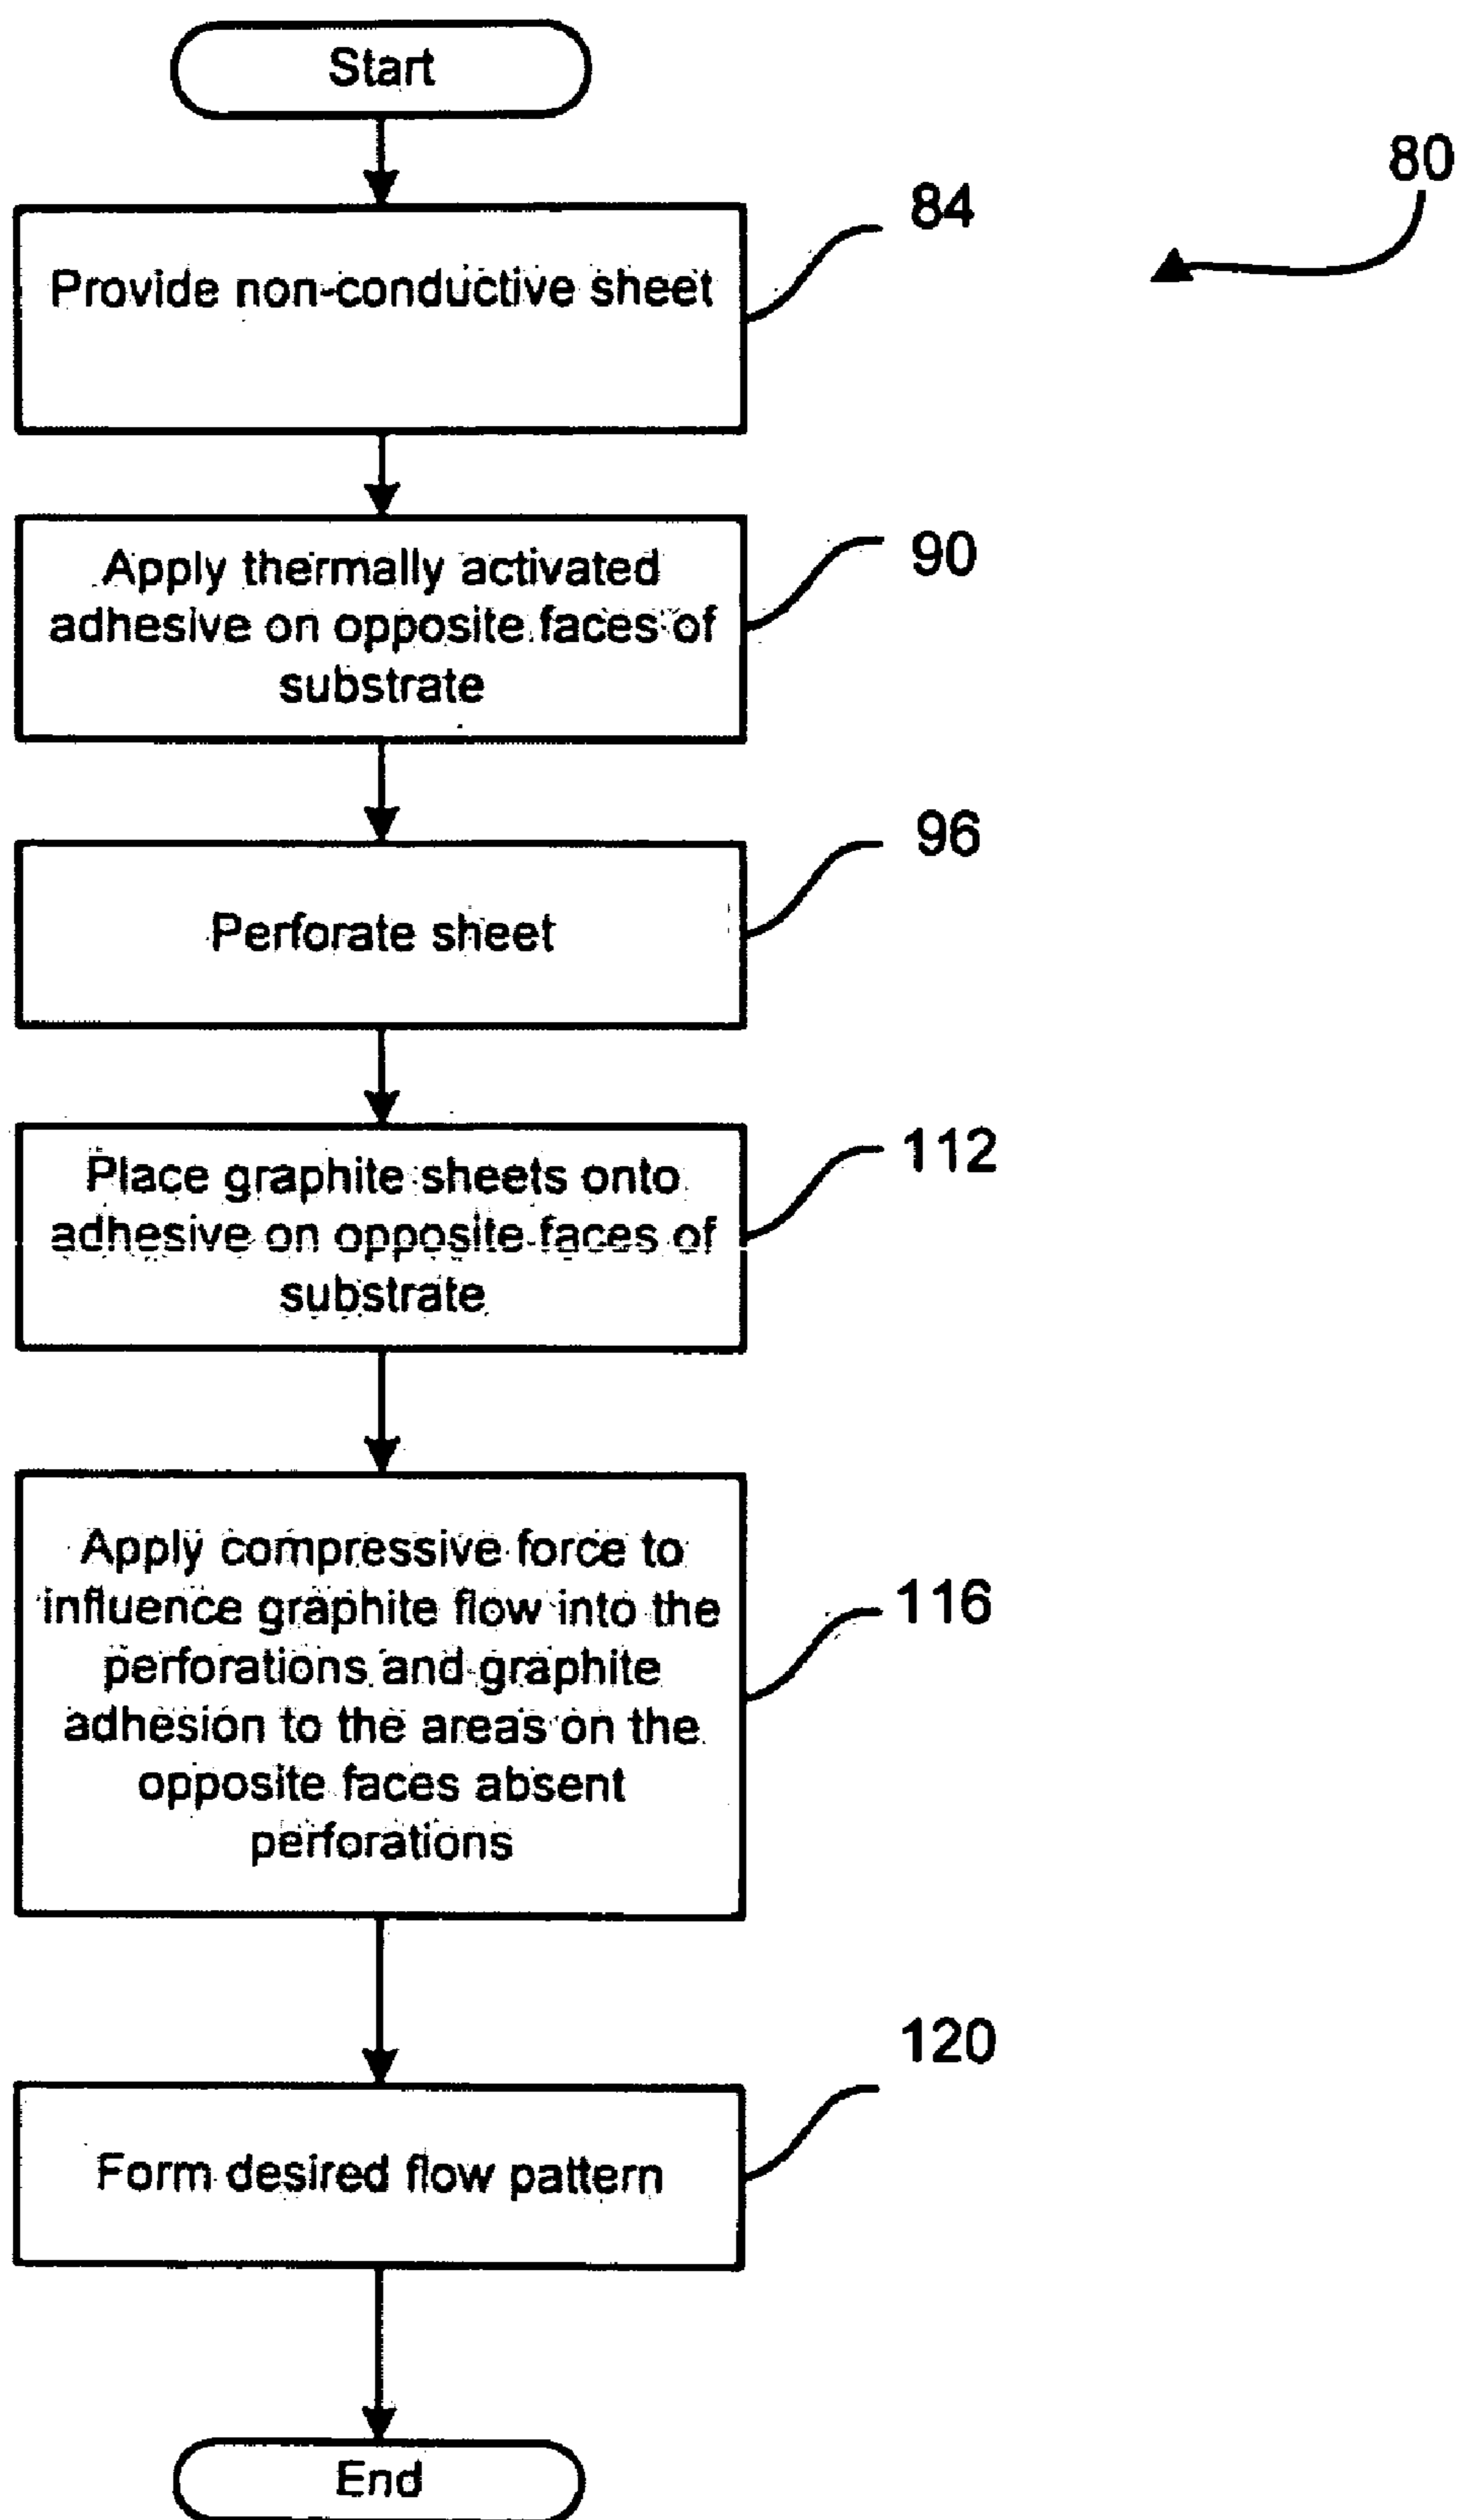 Start
80
84
Provide non-conductive sheet
90
Apply thermally activated
adhesive on opposite faces of
substrate
96
Perforate sheet
112
Place graphite sheets onto
adhesive on opposite faces of
substrate
Apply compressive force to
influence graphite flow into the
perforations and graphite
adhesion to the areas on the
opposite faces absent
perforations
116
120
Form desired flow pattern
End